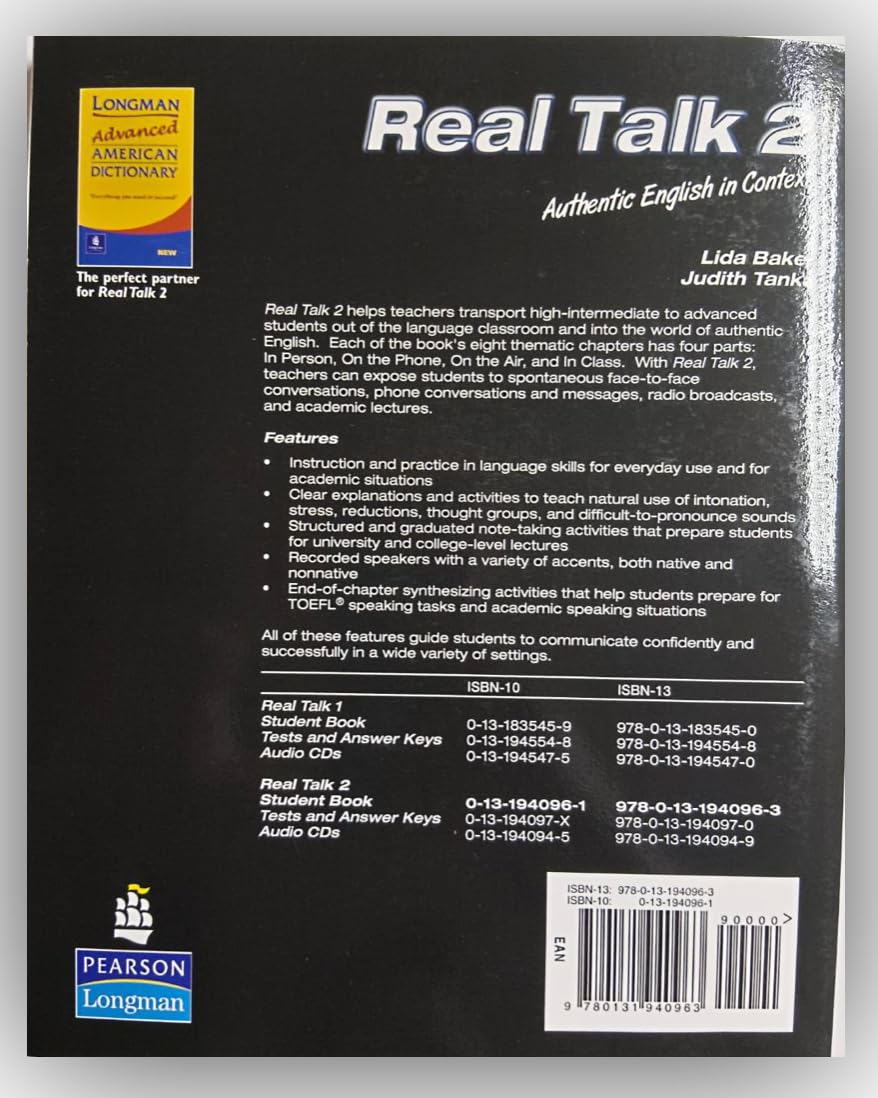 LONGMAN
Advanced
AMERICAN
DICTIONARY
"Everything you need to succeed"
NEW
The perfect partner
for Real Talk 2
Real Talk 2
Authentic English in Contex
Lida Bake
Judith Tank
Real Talk 2 helps teachers transport high-intermediate to advanced
students out of the language classroom and into the world of authentic
English. Each of the book's eight thematic chapters has four parts:
In Person, On the Phone, On the Air, and In Class. With Real Talk 2,
teachers can expose students to spontaneous face-to-face
conversations, phone conversations and messages, radio broadcasts,
and academic lectures.
Features
• Instruction and practice in language skills for everyday use and for
academic situations
• Clear explanations and activities to teach natural use of intonation,
stress, reductions, thought groups, and difficult-to-pronounce sounds
• Structured and graduated note-taking activities that prepare students
for university and college-level lectures
• Recorded speakers with a variety of accents, both native and
nonnative
• End-of-chapter synthesizing activities that help students prepare for
TOEFL® speaking tasks and academic speaking situations
All of these features guide students to communicate confidently and
successfully in a wide variety of settings.
ISBN-10 ISBN-13
Real Talk 1
Student Book 0-13-183545-9 978-0-13-183545-0
Tests and Answer Keys 0-13-194554-8 978-0-13-194554-8
Audio CDs 0-13-194547-5 978-0-13-194547-0
Real Talk 2
Student Book 0-13-194096-1 978-0-13-194096-3
Tests and Answer Keys 0-13-194097-X 978-0-13-194097-0
Audio CDs 0-13-194094-5 978-0-13-194094-9
PEARSON
Longman
ISBN-13: 978-0-13-194096-3
ISBN-10: 0-13-194096-1
90000>
EAN
9 780131 940963